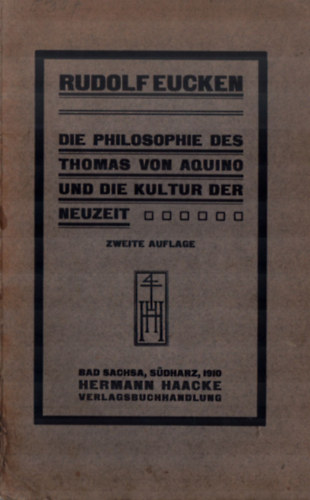 RUDOLF EUCKEN
DIE PHILOSOPHIE DES
THOMAS VON AQUINO
UND DIE KULTUR DER
NEUZEIT
ZWEITE AUFLAGE
HH
BAD SACHSA, SÜDHARZ, 1910
HERMANN HAACKE
VERLAGSBUCHHANDLUNG